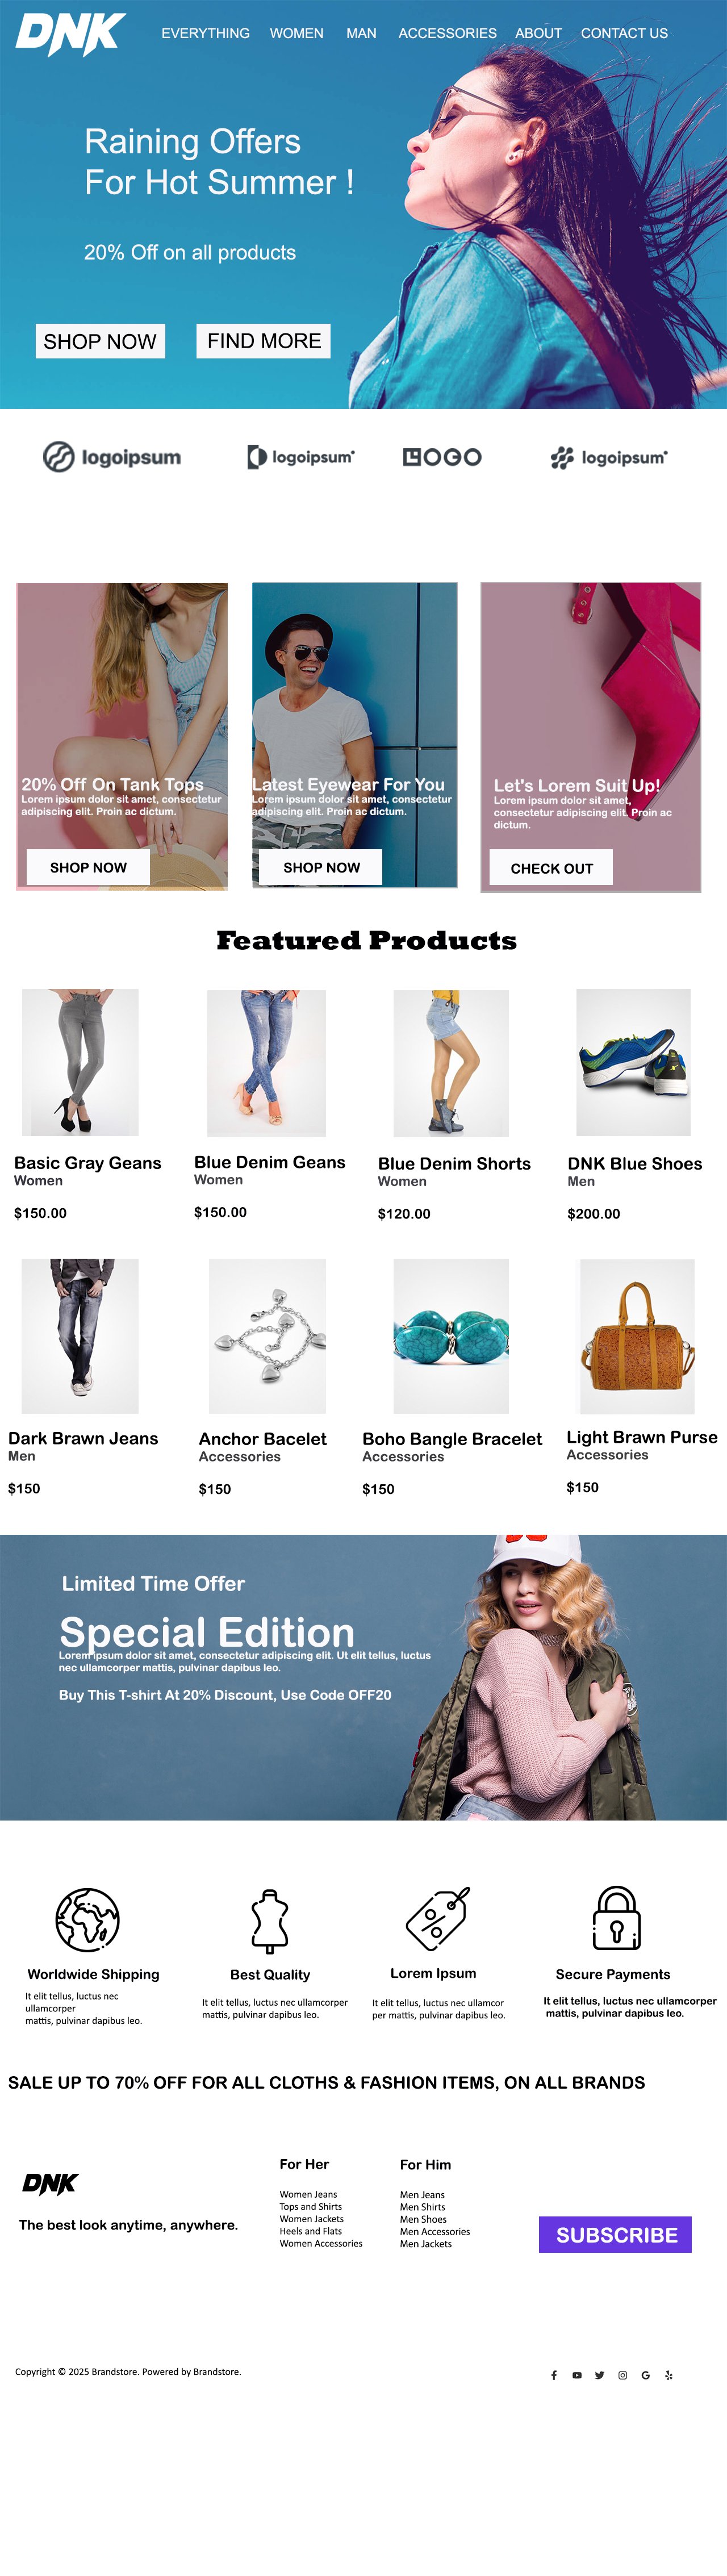 DNK
EVERYTHING WOMEN MAN ACCESSORIES ABOUT CONTACT US
Raining Offers
For Hot Summer !
20% Off on all products
SHOP NOW FIND MORE
logoipsum logoipsum LOGO logoipsum
20% Off On Tank Tops
Lorem ipsum dolor sit amet, consectetur
adipiscing elit. Proin ac dictum.
SHOP NOW
Latest Eyewear For You
Lorem ipsum dolor sit amet, consectetur
adipiscing elit. Proin ac dictum.
SHOP NOW
Let's Lorem Suit Up!
Lorem ipsum dolor sit amet,
consectetur adipiscing elit. Proin ac
dictum.
CHECK OUT
Featured Products
Basic Gray Geans
Women
$150.00
Blue Denim Geans
Women
$150.00
Blue Denim Shorts
Women
$120.00
DNK Blue Shoes
Men
$200.00
Dark Brawn Jeans
Men
$150
Anchor Bacelet
Accessories
$150
Boho Bangle Bracelet
Accessories
$150
Light Brawn Purse
Accessories
$150
Limited Time Offer
Special Edition
Lorem ipsum dolor sit amet, consectetur adipiscing elit. Ut elit tellus, luctus
nec ullamcorper mattis, pulvinar dapibus leo.
Buy This T-shirt At 20% Discount, Use Code OFF20
Worldwide Shipping
It elit tellus, luctus nec
ullamcorper
mattis, pulvinar dapibus leo.
Best Quality
It elit tellus, luctus nec ullamcorper
mattis, pulvinar dapibus leo.
Lorem Ipsum
It elit tellus, luctus nec ullamcor
per mattis, pulvinar dapibus leo.
Secure Payments
It elit tellus, luctus nec ullamcorper
mattis, pulvinar dapibus leo.
SALE UP TO 70% OFF FOR ALL CLOTHS & FASHION ITEMS, ON ALL BRANDS
DNK
The best look anytime, anywhere.
For Her
Women Jeans
Tops and Shirts
Women Jackets
Heels and Flats
Women Accessories
For Him
Men Jeans
Men Shirts
Men Shoes
Men Accessories
Men Jackets
SUBSCRIBE
Copyright © 2025 Brandstore. Powered by Brandstore.